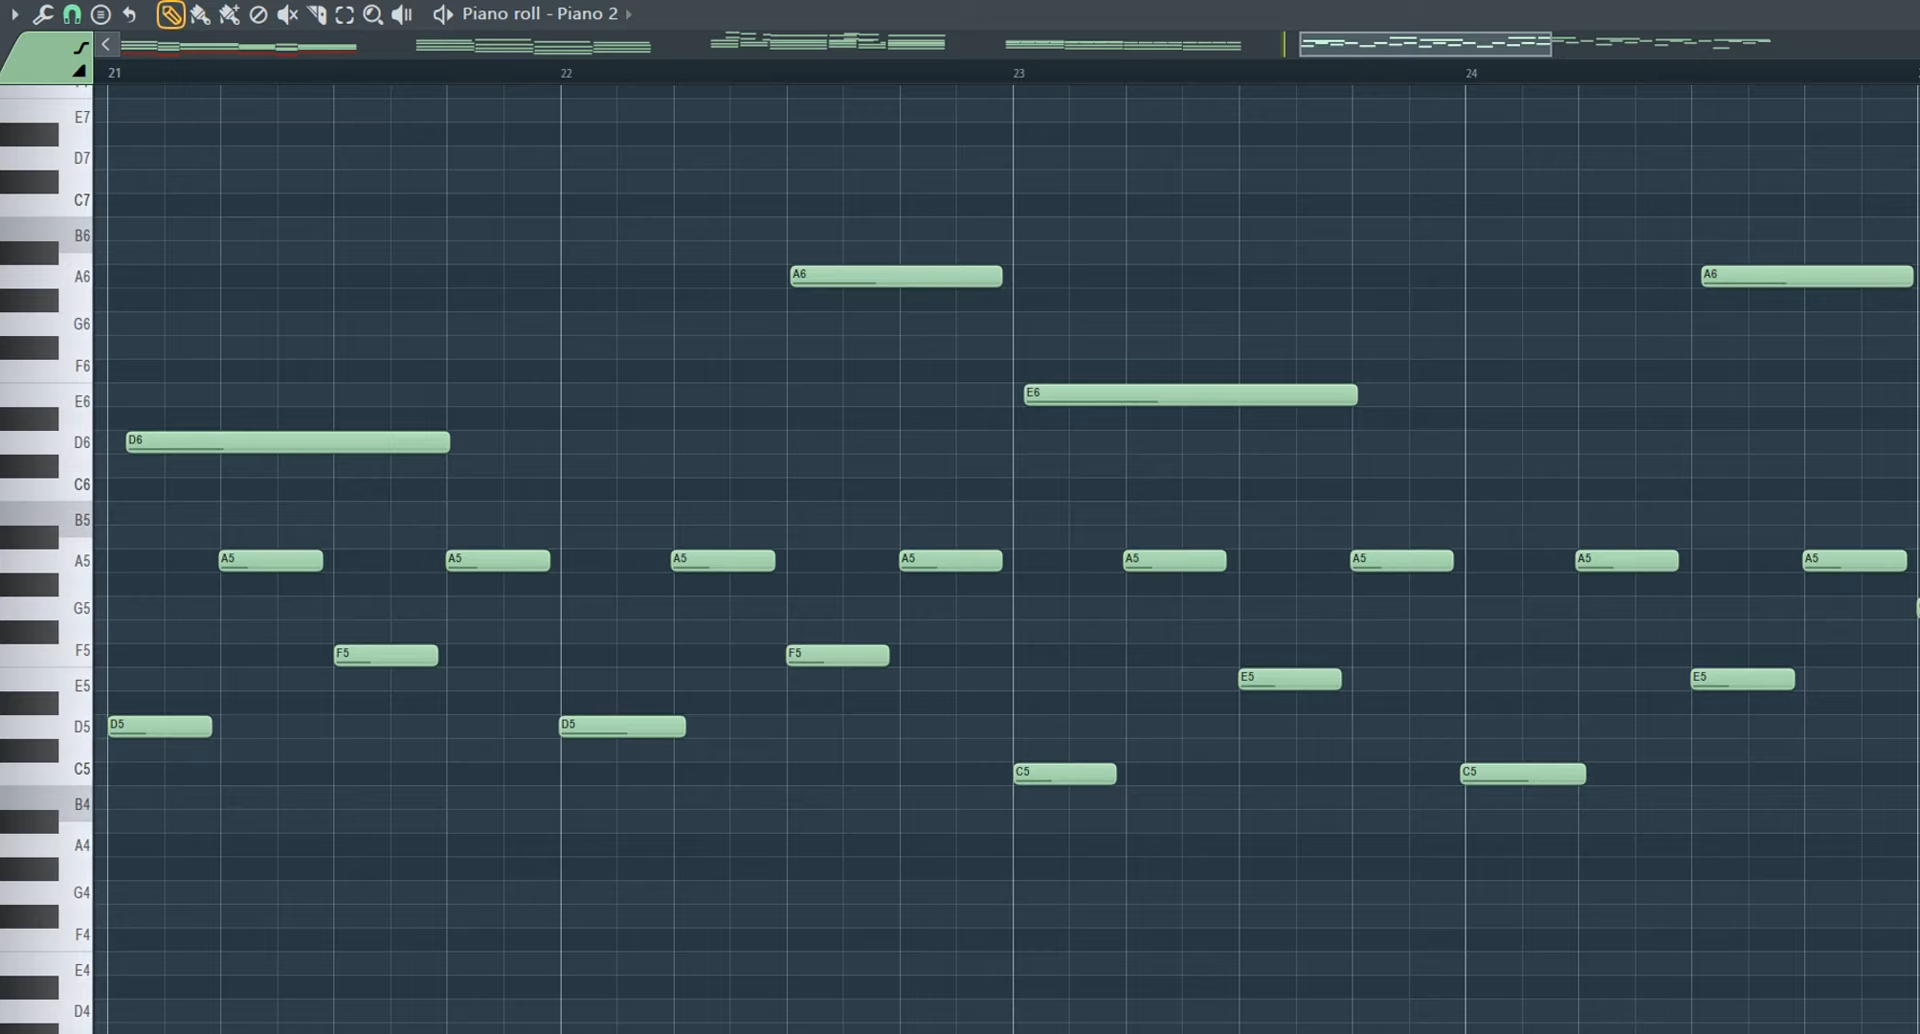 Piano roll - Piano 2
21 22 23 24
E7
D7
C7
B6
A6 A6 A6
G6
F6
E6 E6
D6 D6
C6
B5
A5 A5 A5 A5 A5 A5 A5 A5 A5
G5
F5 F5 F5
E5 E5 E5
D5 D5 D5
C5 C5 C5
B4
A4
G4
F4
E4
D4